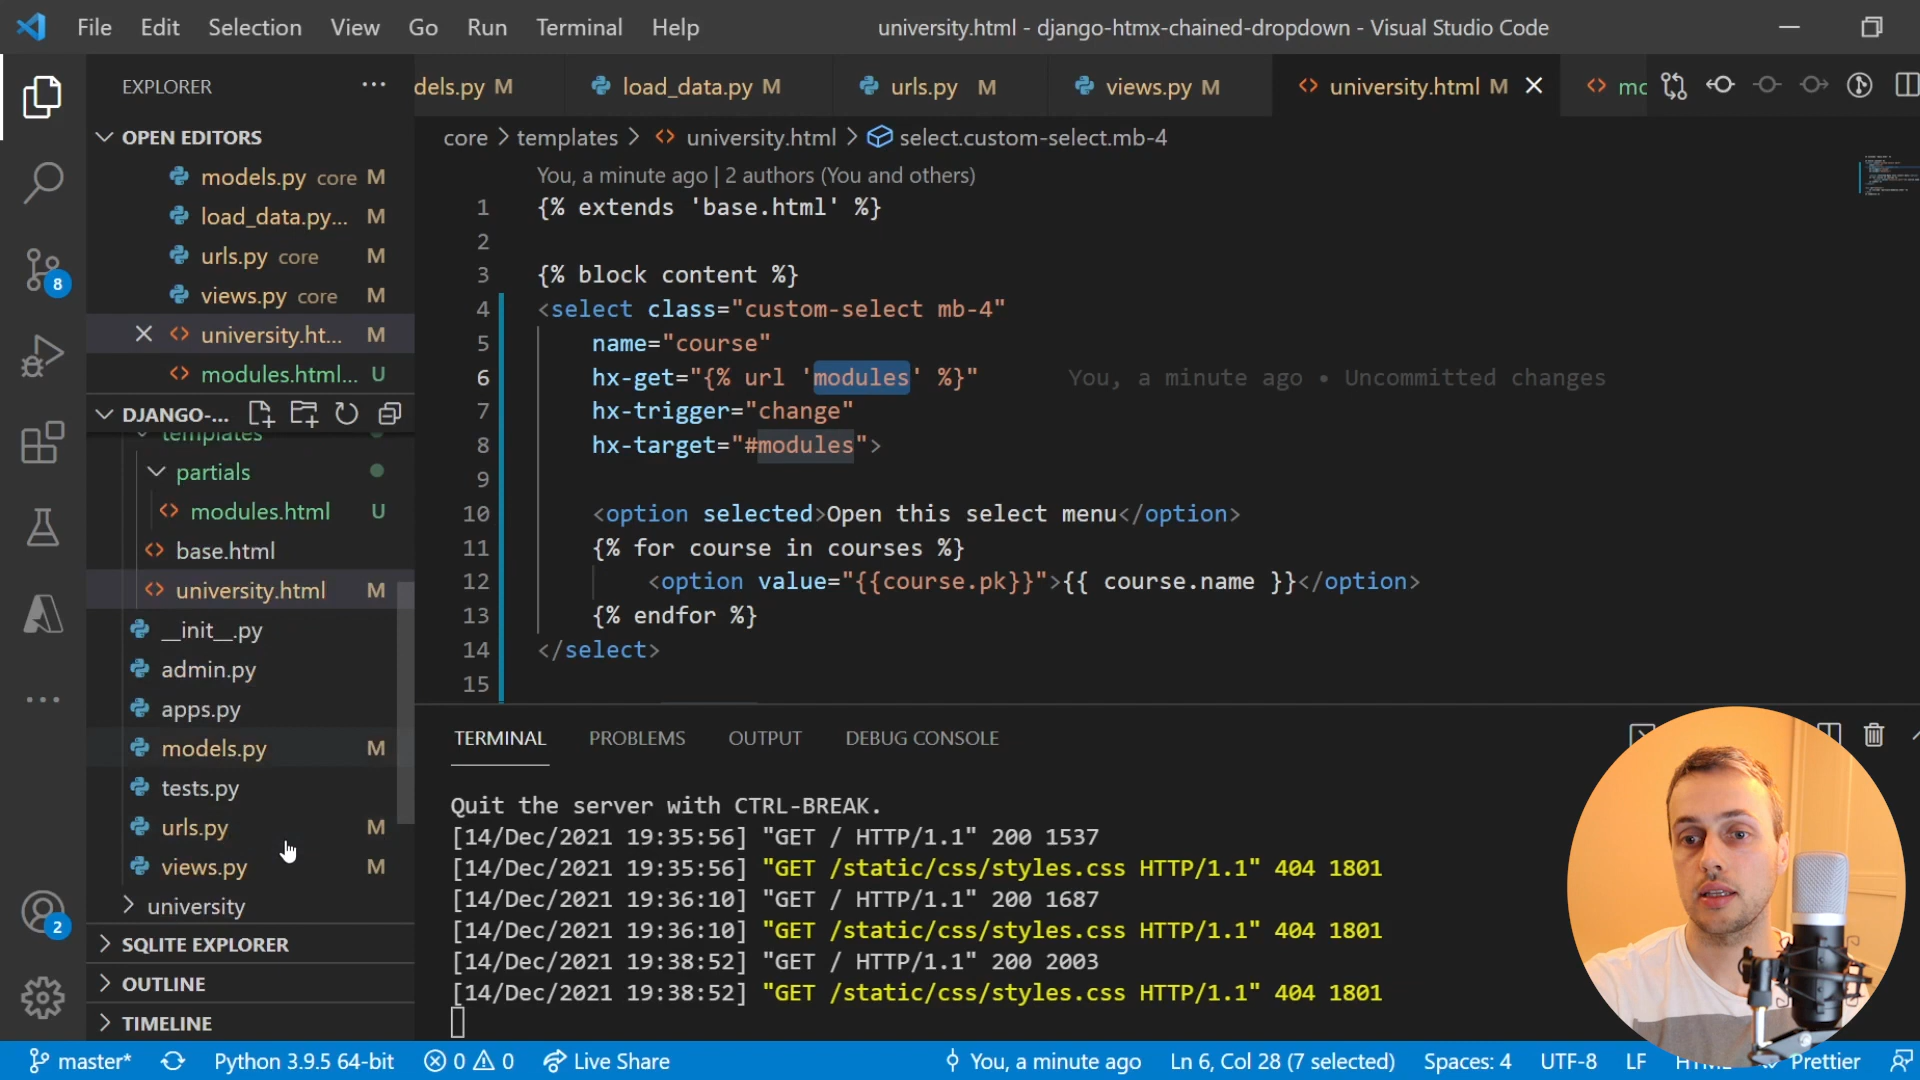 File Edit Selection View Go Run Terminal Help
university.html - django-htmx-chained-dropdown - Visual Studio Code
EXPLORER
OPEN EDITORS
models.py core M
load_data.py... M
urls.py core M
views.py core M
university.ht... M
modules.html... U
DJANGO-...
templates
partials
modules.html U
base.html
university.html M
__init__.py
admin.py
apps.py
models.py M
tests.py
urls.py M
views.py M
university
SQLITE EXPLORER
OUTLINE
TIMELINE
8
2
dels.py M
load_data.py M
urls.py M
views.py M
university.html M
mo
core > templates > university.html > select.custom-select.mb-4
You, a minute ago | 2 authors (You and others)
1 {% extends 'base.html' %}
2
3 {% block content %}
4 <select class="custom-select mb-4"
5 name="course"
6 hx-get="{% url 'modules' %}" You, a minute ago • Uncommitted changes
7 hx-trigger="change"
8 hx-target="#modules">
9
10 <option selected>Open this select menu</option>
11 {% for course in courses %}
12 <option value="{{course.pk}}">{{ course.name }}</option>
13 {% endfor %}
14 </select>
15
TERMINAL PROBLEMS OUTPUT DEBUG CONSOLE
Quit the server with CTRL-BREAK.
[14/Dec/2021 19:35:56] "GET / HTTP/1.1" 200 1537
[14/Dec/2021 19:35:56] "GET /static/css/styles.css HTTP/1.1" 404 1801
[14/Dec/2021 19:36:10] "GET / HTTP/1.1" 200 1687
[14/Dec/2021 19:36:10] "GET /static/css/styles.css HTTP/1.1" 404 1801
[14/Dec/2021 19:38:52] "GET / HTTP/1.1" 200 2003
[14/Dec/2021 19:38:52] "GET /static/css/styles.css HTTP/1.1" 404 1801
master* Python 3.9.5 64-bit 0 0 Live Share You, a minute ago Ln 6, Col 28 (7 selected) Spaces: 4 UTF-8 LF HTML Prettier